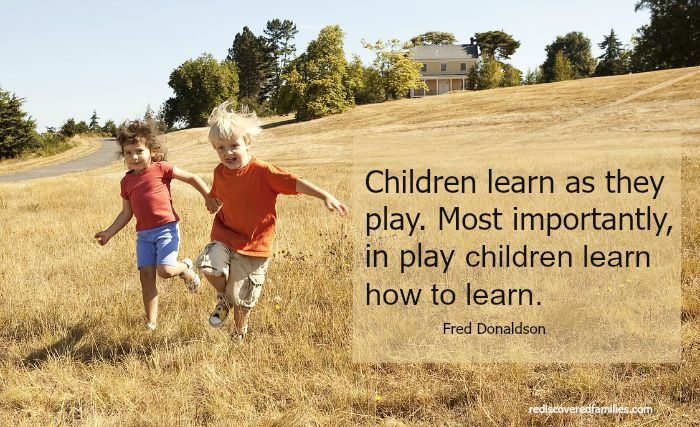 Children learn as they
play. Most importantly,
in play children learn
how to learn.
Fred Donaldson
rediscoveredfamilies.com